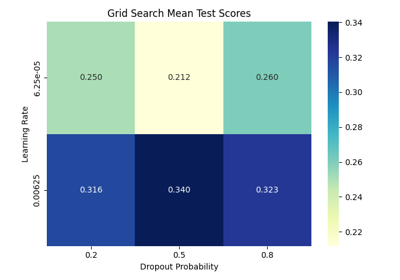 Grid Search Mean Test Scores
0.34
0.32
0.30
0.28
0.26
0.24
0.22
Learning Rate
6.25e-05
0.250 0.212 0.260
0.00625
0.316 0.340 0.323
0.2 0.5 0.8
Dropout Probability